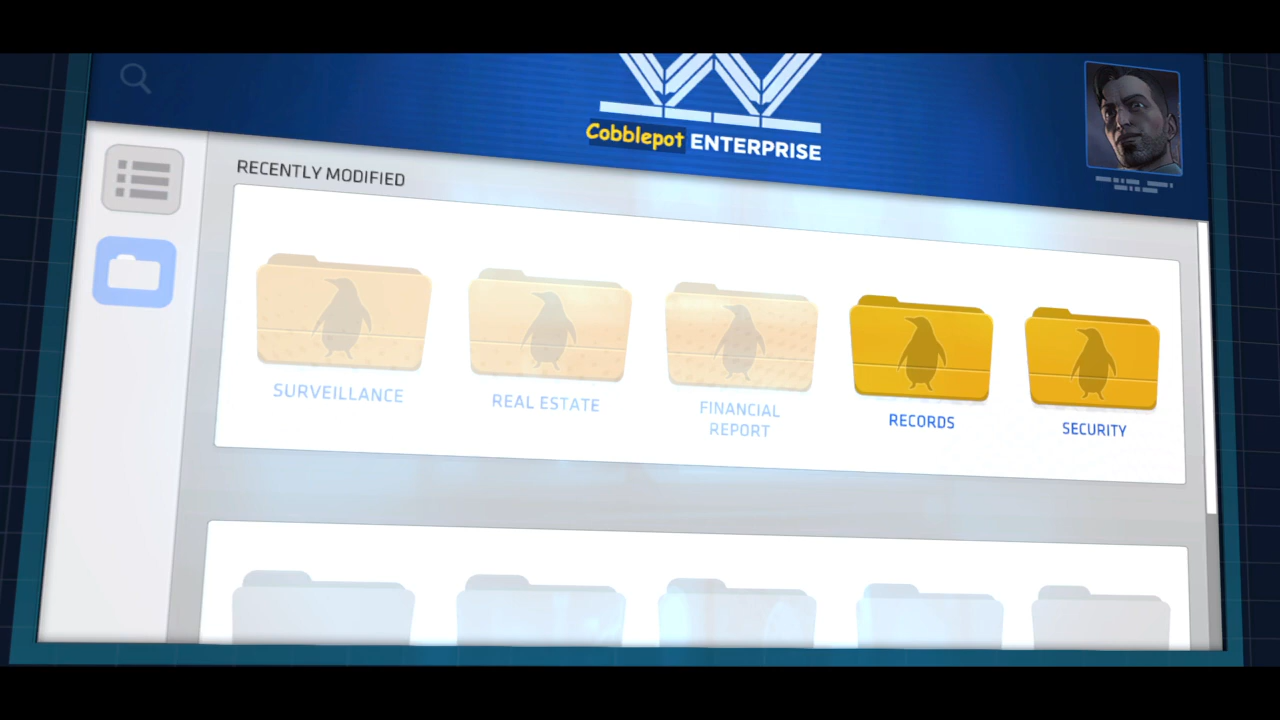 Cobblepot ENTERPRISE
RECENTLY MODIFIED
SURVEILLANCE
REAL ESTATE
FINANCIAL
REPORT
RECORDS
SECURITY